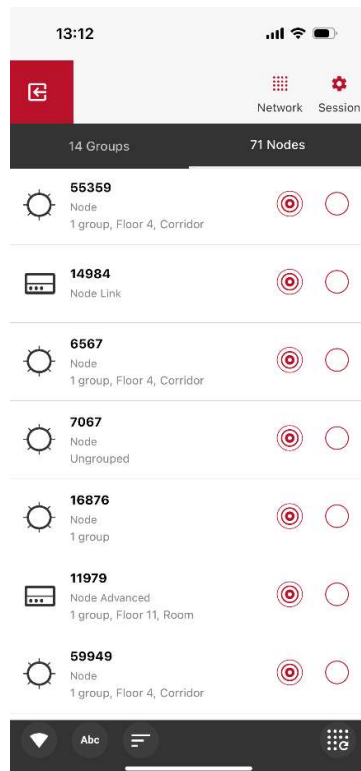 13:12
Network
Session
14 Groups
71 Nodes
55359
Node
1 group, Floor 4, Corridor
14984
Node Link
6567
Node
1 group, Floor 4, Corridor
7067
Node
Ungrouped
16876
Node
1 group
11979
Node Advanced
1 group, Floor 11, Room
59949
Node
1 group, Floor 4, Corridor
Abc